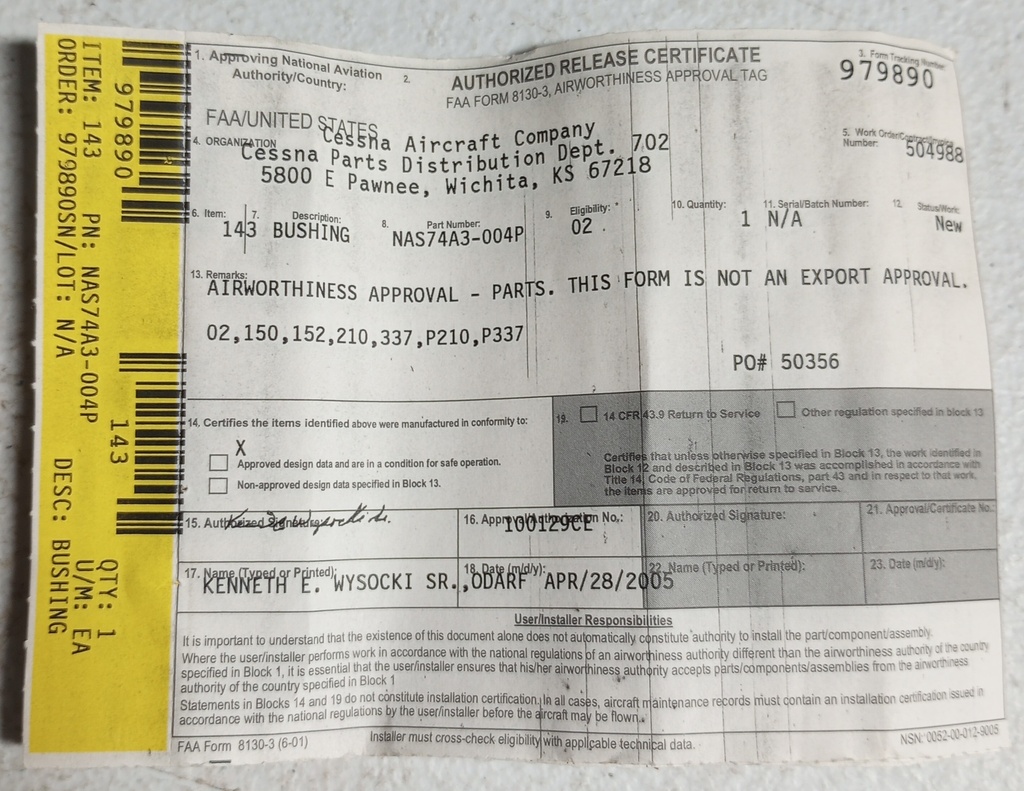 ITEM: 143 PN: NAS74A3-004P DESC: BUSHING
ORDER: 979890SN/LOT: N/A QTY: 1
U/M: EA
979890
143
1. Approving National Aviation
Authority/Country:
2.
AUTHORIZED RELEASE CERTIFICATE
FAA FORM 8130-3, AIRWORTHINESS APPROVAL TAG
3. Form Tracking Number
979890
FAA/UNITED STATES
4. ORGANIZATION
Cessna Aircraft Company
Cessna Parts Distribution Dept. 702
5800 E Pawnee, Wichita, KS 67218
5. Work Order/Contract/Invoice
Number:
504988
6. Item: 7. Description: 8. Part Number: 9. Eligibility: * 10. Quantity: 11. Serial/Batch Number: 12. Status/Work:
143 BUSHING NAS74A3-004P 02 1 N/A New
13. Remarks:
AIRWORTHINESS APPROVAL - PARTS. THIS FORM IS NOT AN EXPORT APPROVAL.
02,150,152,210,337,P210,P337
PO# 50356
14. Certifies the items identified above were manufactured in conformity to:
X
Approved design data and are in a condition for safe operation.
Non-approved design data specified in Block 13.
19. 14 CFR 43.9 Return to Service Other regulation specified in block 13
Certifies that unless otherwise specified in Block 13, the work identified in
Block 12 and described in Block 13 was accomplished in accordance with
Title 14, Code of Federal Regulations, part 43 and in respect to that work,
the items are approved for return to service.
15. Authorized Signature:
16. Approval/Authorization No.:
100129CE
20. Authorized Signature:
21. Approval/Certificate No.:
17. Name (Typed or Printed):
KENNETH E. WYSOCKI SR.,ODARF
18. Date (m/d/y):
APR/28/2005
22. Name (Typed or Printed):
23. Date (m/d/y):
User/Installer Responsibilities
It is important to understand that the existence of this document alone does not automatically constitute authority to install the part/component/assembly.
Where the user/installer performs work in accordance with the national regulations of an airworthiness authority different than the airworthiness authority of the country
specified in Block 1, it is essential that the user/installer ensures that his/her airworthiness authority accepts parts/components/assemblies from the airworthiness
authority of the country specified in Block 1
Statements in Blocks 14 and 19 do not constitute installation certification. In all cases, aircraft maintenance records must contain an installation certification issued in
accordance with the national regulations by the user/installer before the aircraft may be flown.
FAA Form 8130-3 (6-01)
Installer must cross-check eligibility with applicable technical data.
NSN: 0052-00-012-9005